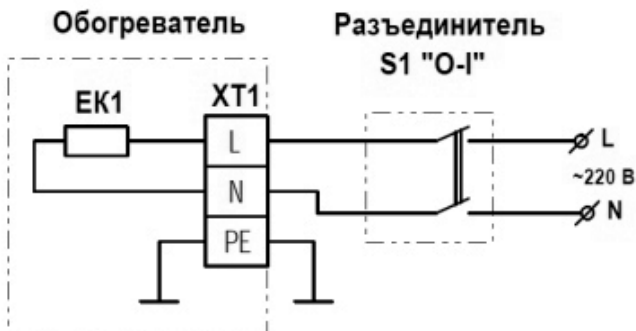 Обогреватель
Разъединитель
S1 "O-I"
EK1
XT1
L
N
PE
L
~220 В
N